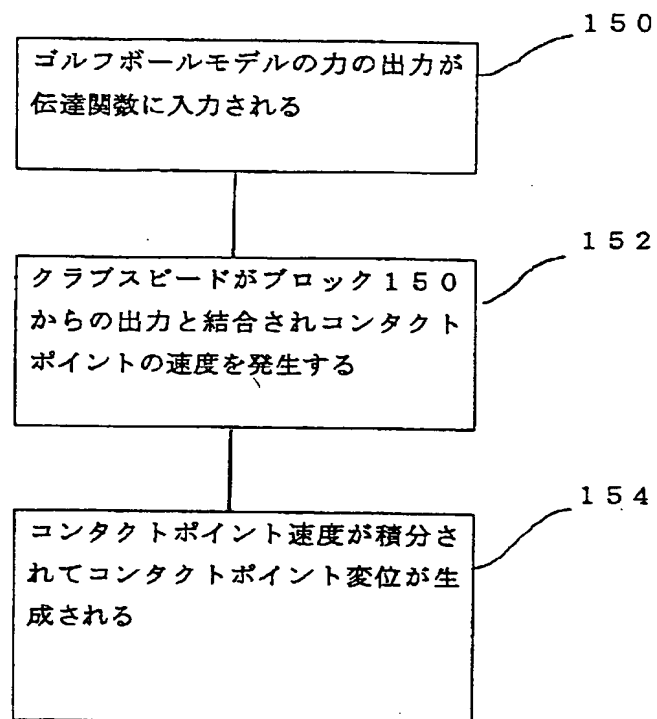 １５０
ゴルフボールモデルの力の出力が
伝達関数に入力される
１５２
クラブスピードがブロック１５０
からの出力と結合されコンタクト
ポイントの速度を発生する
１５４
コンタクトポイント速度が積分さ
れてコンタクトポイント変位が生
成される